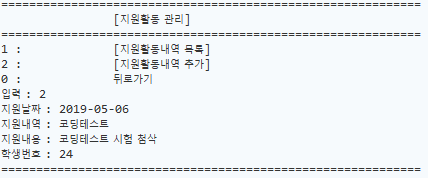 ============================================================
[지원활동 관리]
============================================================
1 : [지원활동내역 목록]
2 : [지원활동내역 추가]
0 : 뒤로가기
입력 : 2
지원날짜 : 2019-05-06
지원내역 : 코딩테스트
지원내용 : 코딩테스트 시험 첨삭
학생번호 : 24
============================================================